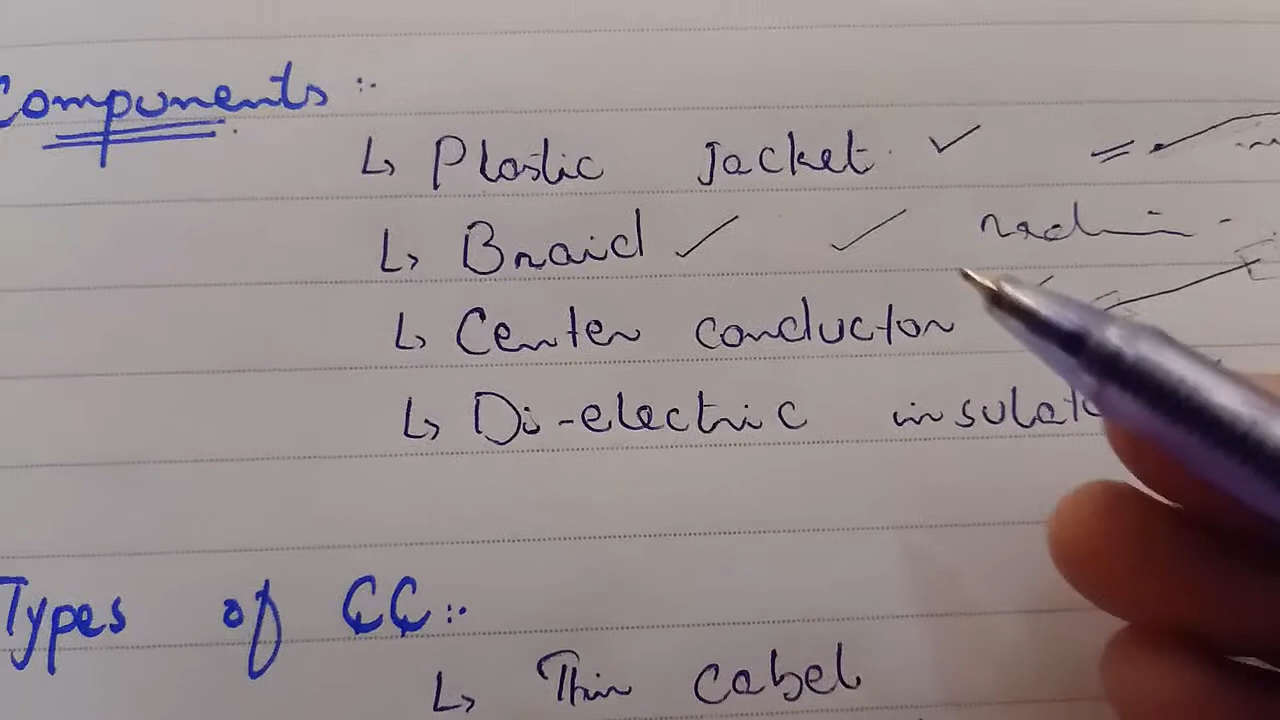 Components :-
↳ Plastic Jacket ✓
↳ Braid ✓ ✓
↳ Center conductor
↳ Di-electric insulat
Types of CC :-
↳ Thin cabel